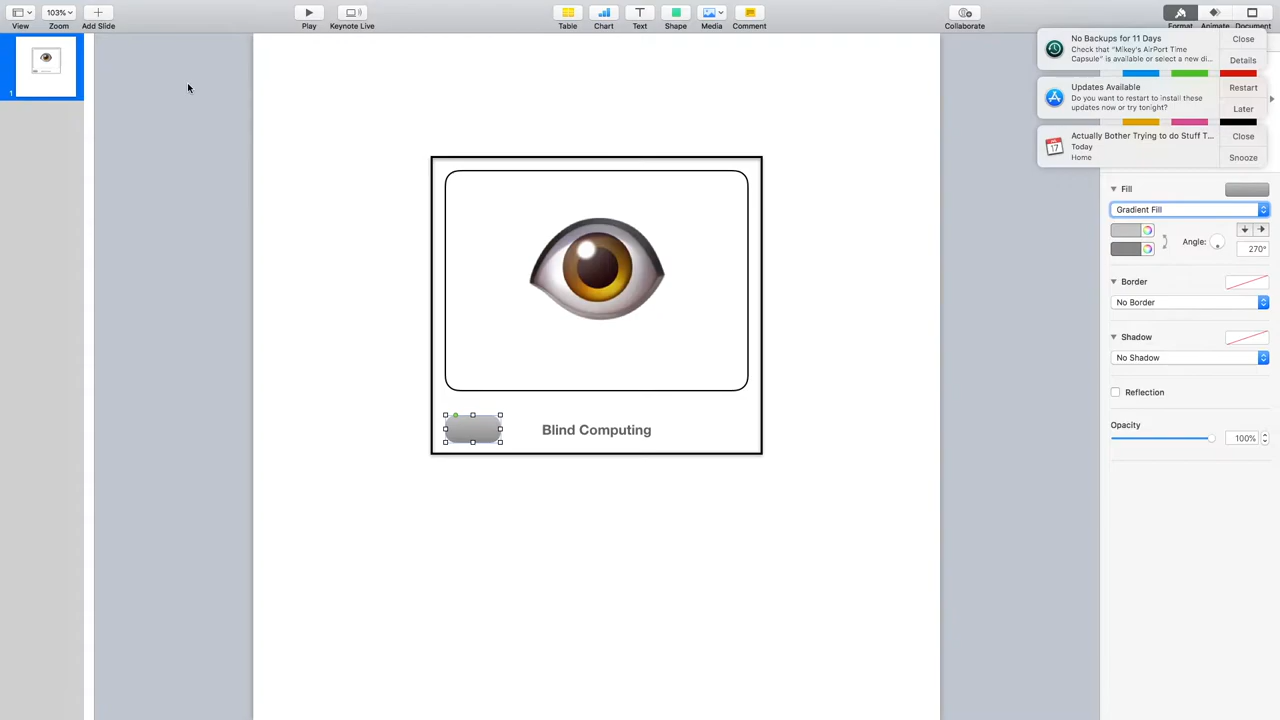 103%
View
Zoom
Add Slide
Play
Keynote Live
Table
Chart
Text
Shape
Media
Comment
Collaborate
Format
Animate
Document
No Backups for 11 Days
Check that “Mikey's AirPort Time
Capsule” is available or select a new di...
Close
Details
Updates Available
Do you want to restart to install these
updates now or try tonight?
Restart
Later
17
Actually Bother Trying to do Stuff T...
Today
Home
Close
Snooze
1
Fill
Gradient Fill
Angle:
270°
Border
No Border
Shadow
No Shadow
Reflection
Opacity
100%
Blind Computing